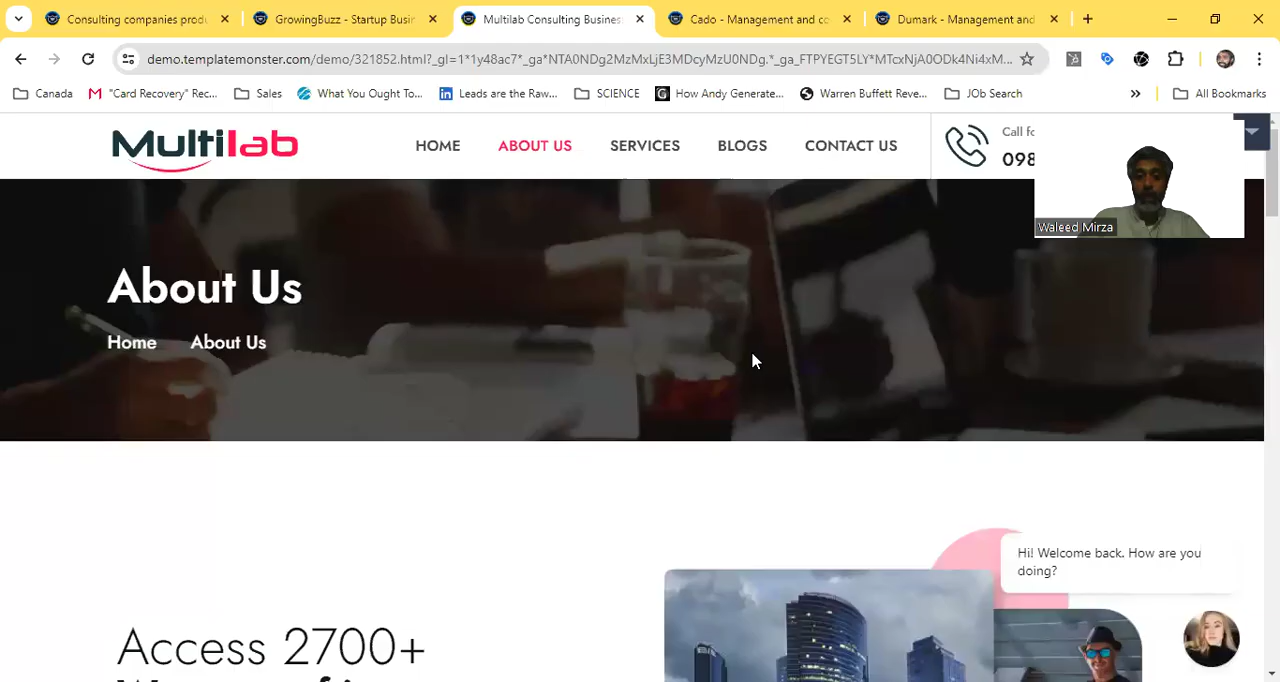 Consulting companies produ
GrowingBuzz - Startup Busin
Multilab Consulting Business
Cado - Management and co
Dumark - Management and
demo.templatemonster.com/demo/321852.html?_gl=1*1y48ac7*_ga*NTA0NDg2MzMxLjE3MDcyMzU0NDg.*_ga_FTPYEGT5LY*MTcxNjA0ODk4Ni4xM...
Canada
"Card Recovery" Rec...
Sales
What You Ought To...
Leads are the Raw...
SCIENCE
How Andy Generate...
Warren Buffett Reve...
JOb Search
»
All Bookmarks
Multilab
HOME
ABOUT US
SERVICES
BLOGS
CONTACT US
Call fo
098
Waleed Mirza
About Us
Home About Us
Hi! Welcome back. How are you
doing?
Access 2700+